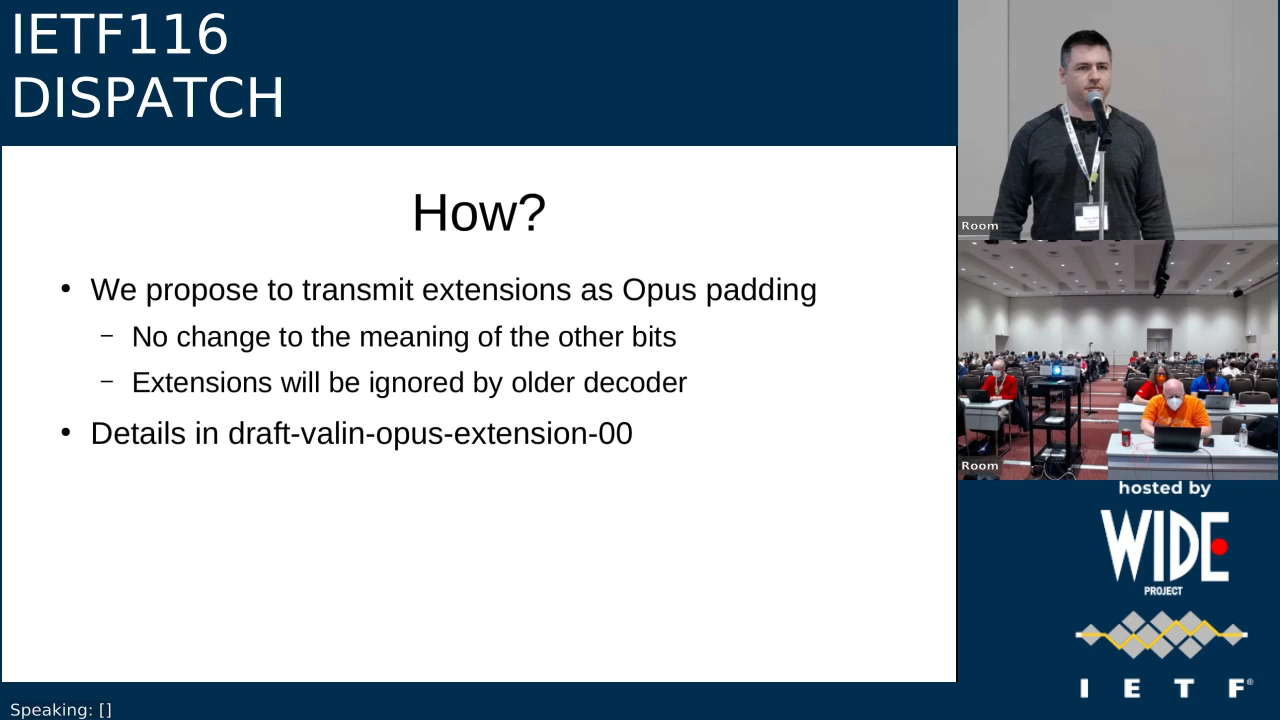 IETF116
DISPATCH
How?
• We propose to transmit extensions as Opus padding
– No change to the meaning of the other bits
– Extensions will be ignored by older decoder
• Details in draft-valin-opus-extension-00
Room
Room
hosted by
WIDE
PROJECT
I E T F®
Speaking: []